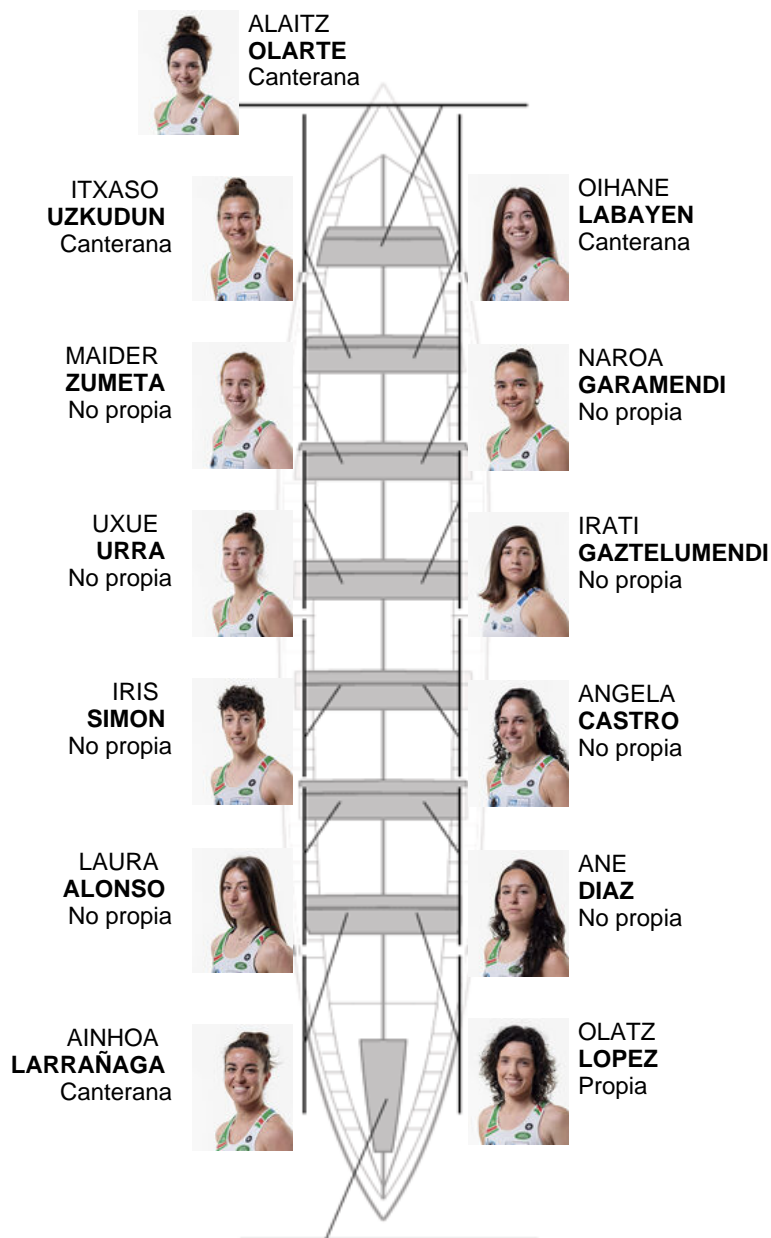 ALAITZ
OLARTE
Canterana
ITXASO
UZKUDUN
Canterana
OIHANE
LABAYEN
Canterana
MAIDER
ZUMETA
No propia
NAROA
GARAMENDI
No propia
UXUE
URRA
No propia
IRATI
GAZTELUMENDI
No propia
IRIS
SIMON
No propia
ANGELA
CASTRO
No propia
LAURA
ALONSO
No propia
ANE
DIAZ
No propia
AINHOA
LARRAÑAGA
Canterana
OLATZ
LOPEZ
Propia